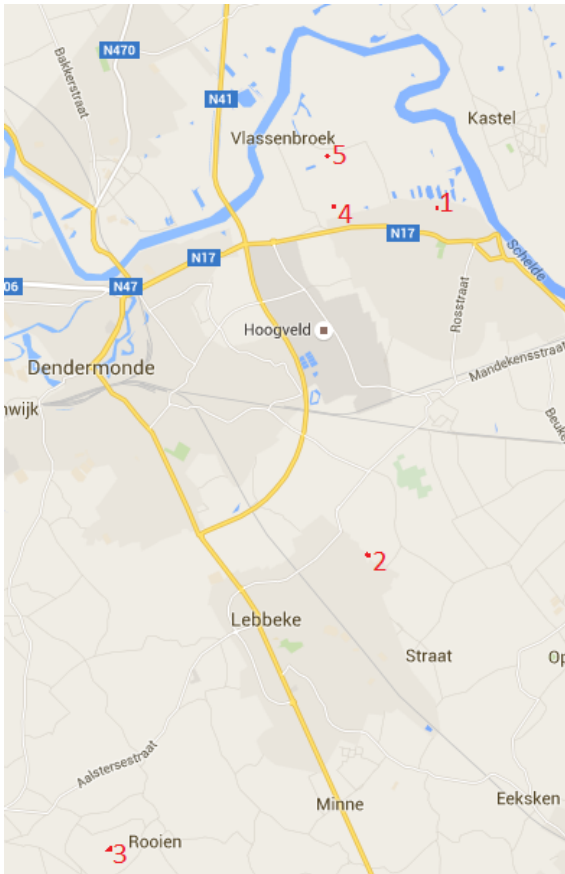 N470
Bakkerstraat
N41
Kastel
Vlassenbroek
5
4
1
N17
N17
Schelde
06
N47
Rosstraat
Hoogveld
Mandekensstraat
Dendermonde
nwijk
Beuke
2
Lebbeke
Straat
Op
Aalstersestraat
Minne
Eeksken
Rooien
3